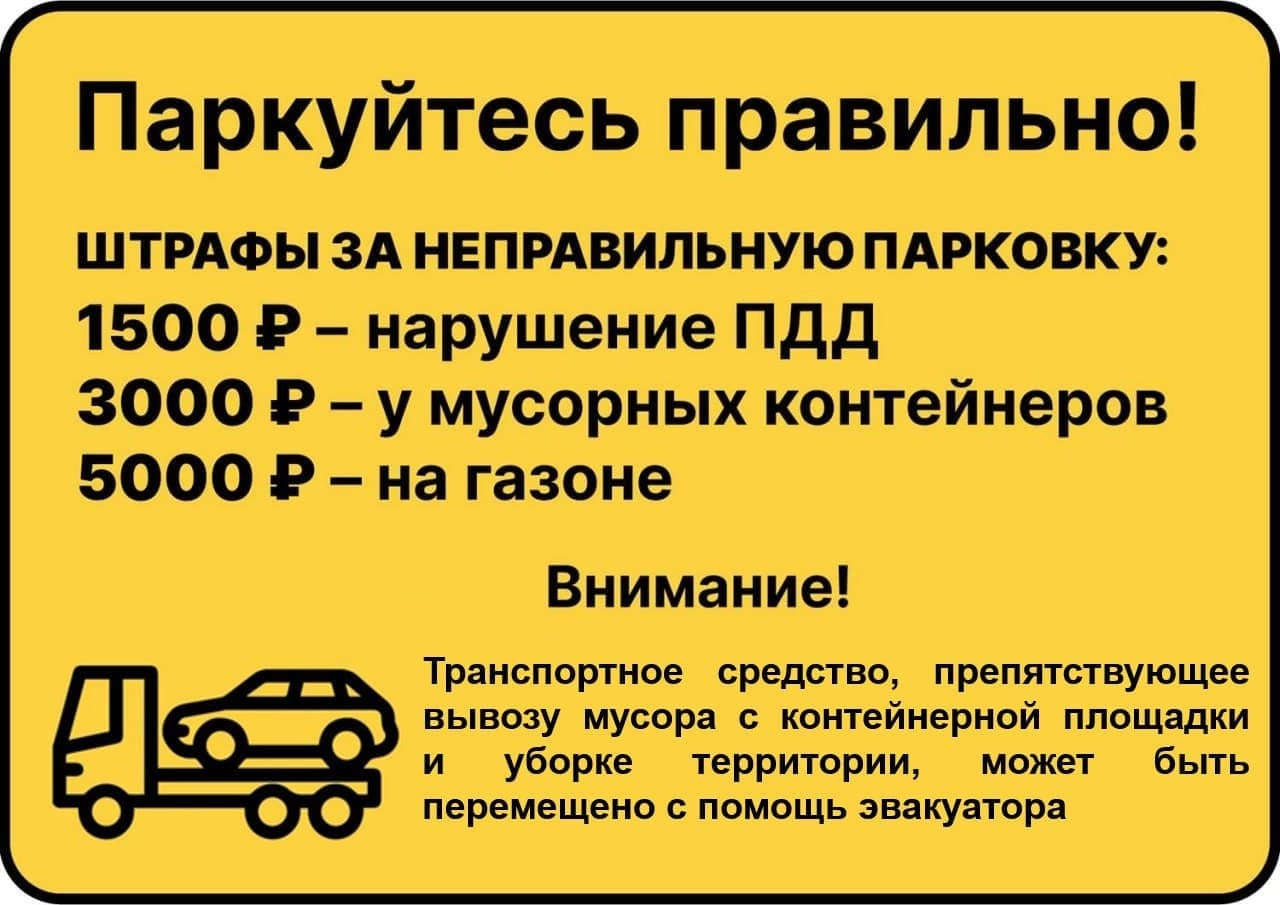 Паркуйтесь правильно!
ШТРАФЫ ЗА НЕПРАВИЛЬНУЮ ПАРКОВКУ:
1500 ₽ – нарушение ПДД
3000 ₽ – у мусорных контейнеров
5000 ₽ – на газоне
Внимание!
Транспортное средство, препятствующее
вывозу мусора с контейнерной площадки
и уборке территории, может быть
перемещено с помощь эвакуатора